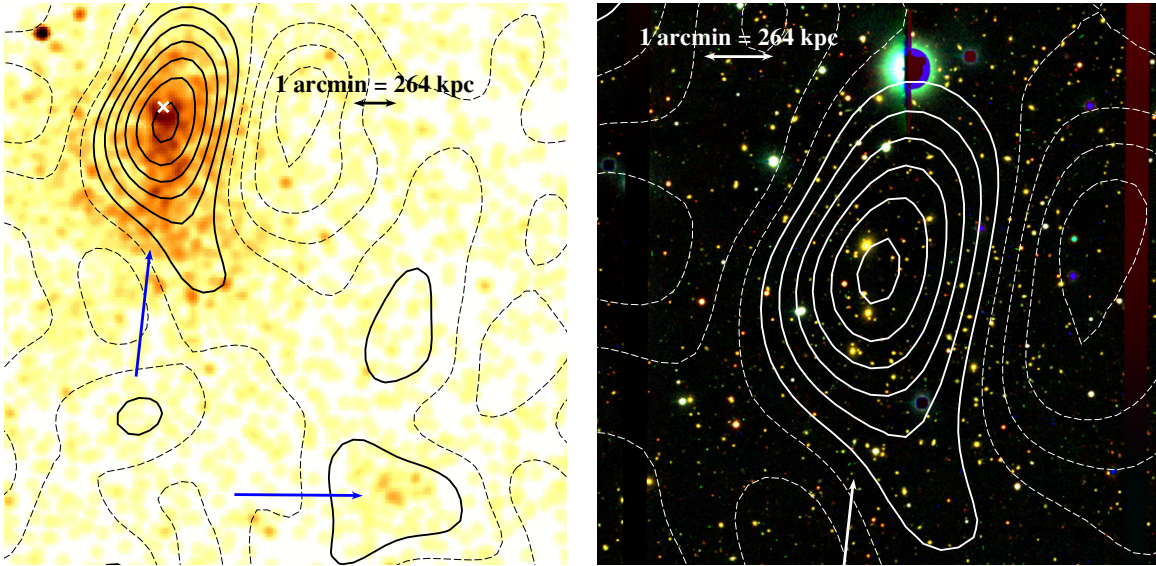 1 arcmin = 264 kpc
1 arcmin = 264 kpc